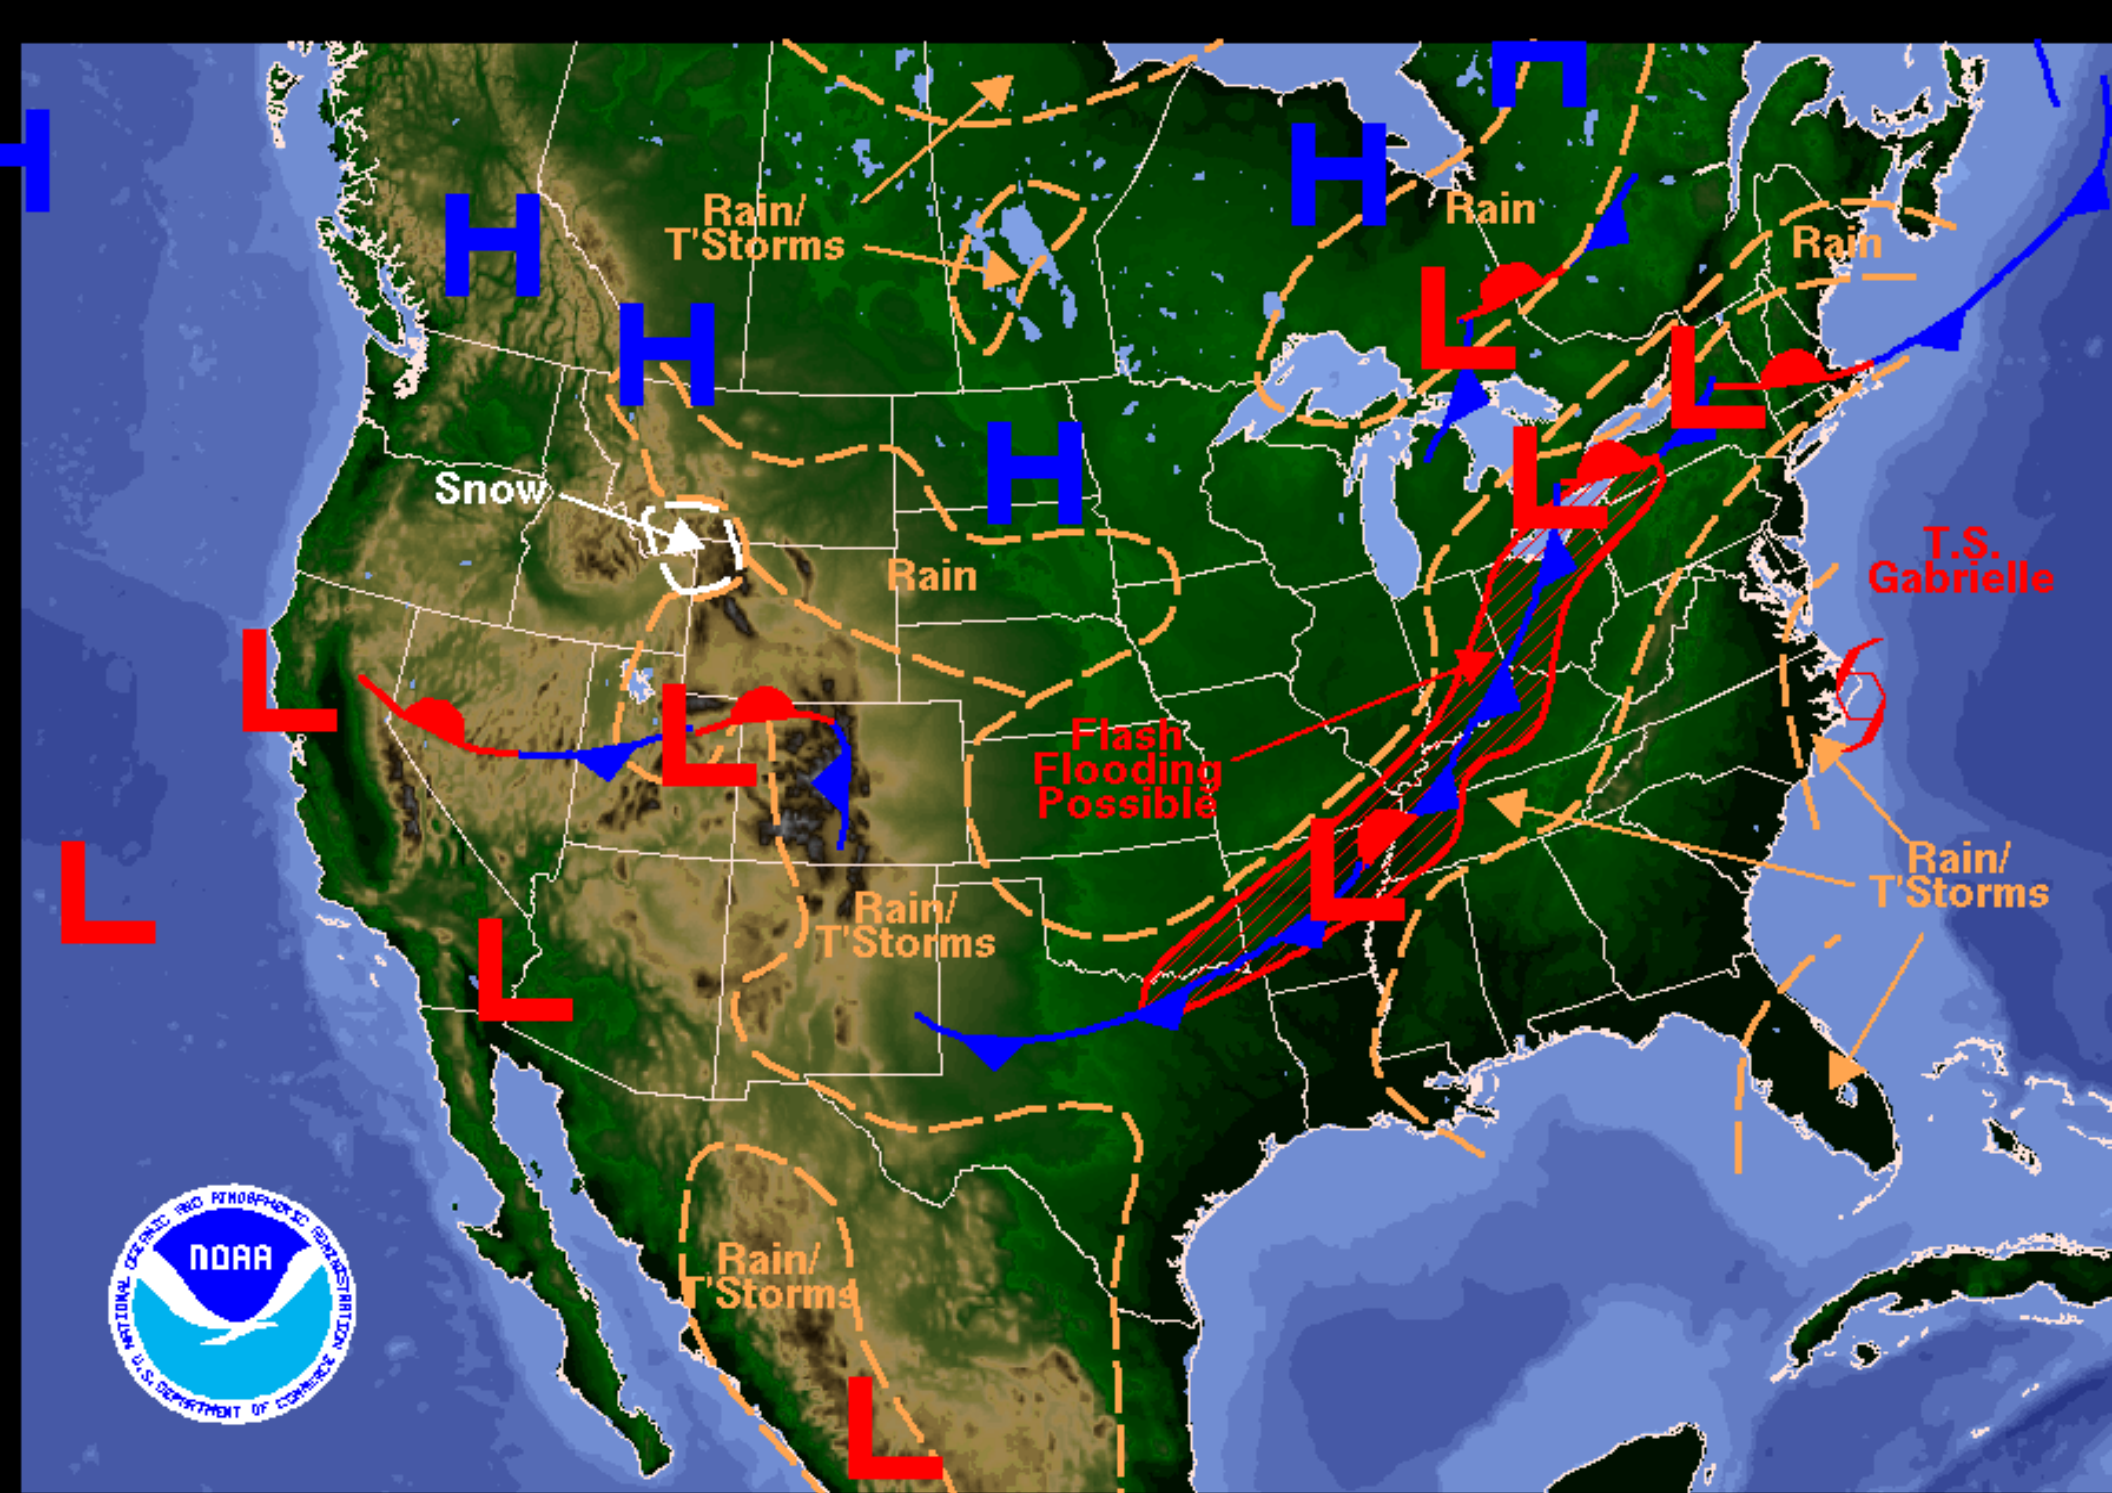 H
H
H
Rain/
T'Storms
Rain
Rain
H
H
L
L
H
Snow
L
T.S.
Gabrielle
Rain
L
L
Flash
Flooding
Possible
L
L
Rain/
T'Storms
Rain/
T'Storms
L
L
NATIONAL OCEANIC AND ATMOSPHERIC ADMINISTRATION
NOAA
U.S. DEPARTMENT OF COMMERCE
Rain/
T'Storms
L